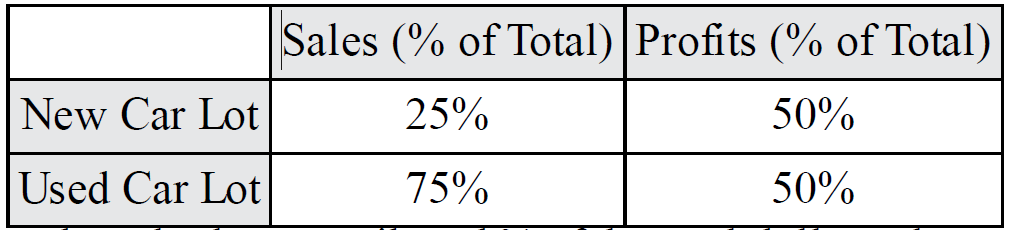 Sales (% of Total) Profits (% of Total)
New Car Lot 25% 50%
Used Car Lot 75% 50%